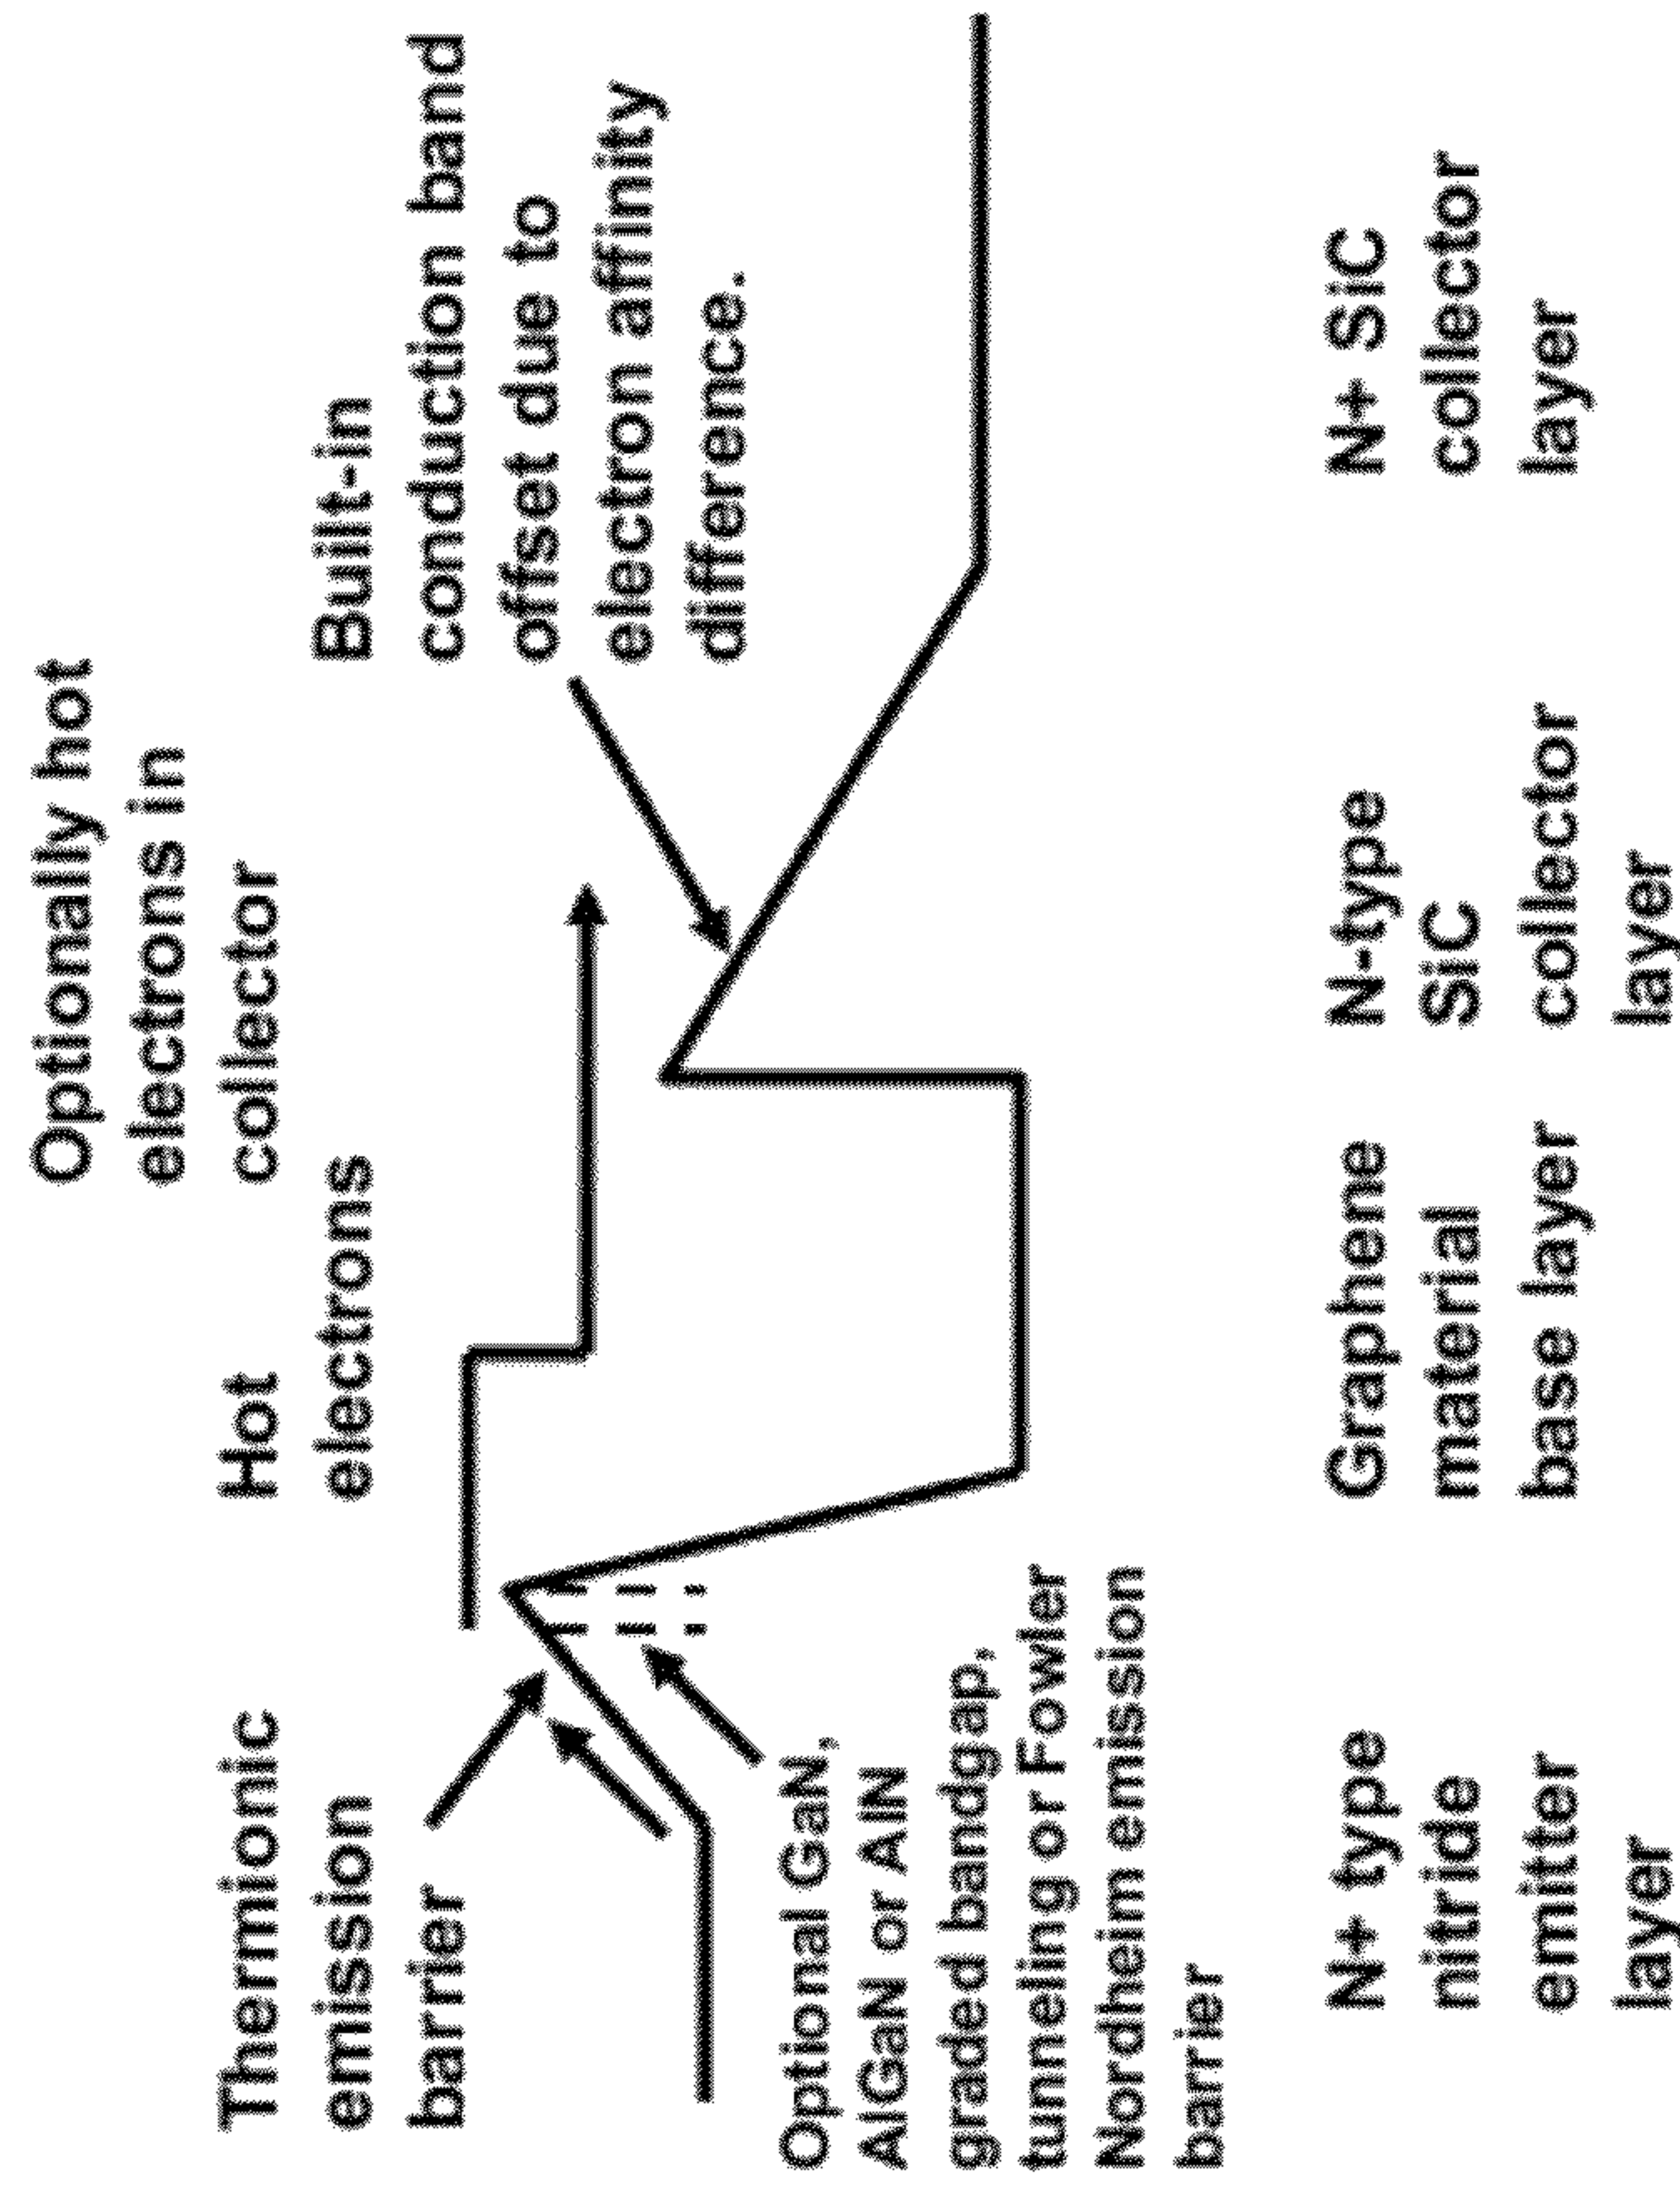 Optionally hot
electrons in
collector
Hot
electrons
Thermionic
emission
barrier
Built-in
conduction band
offset due to
electron affinity
difference.
Optional GaN,
AlGaN or AlN
graded bandgap,
tunneling or Fowler
Nordheim emission
barrier
N+ type
nitride
emitter
layer
Graphene
material
base layer
N-type
SiC
collector
layer
N+ SiC
collector
layer